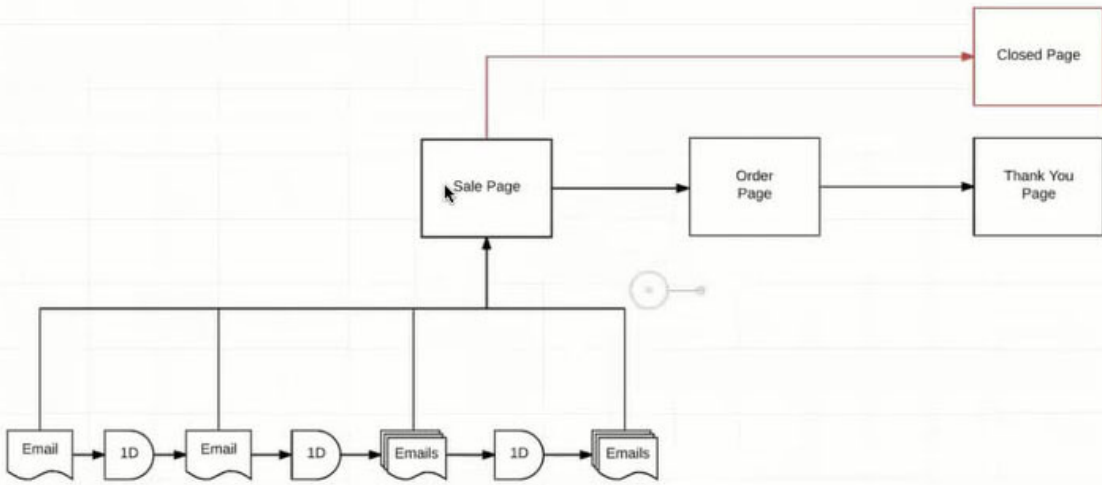 Closed Page
Sale Page
Order
Page
Thank You
Page
Email
1D
Email
1D
Emails
1D
Emails